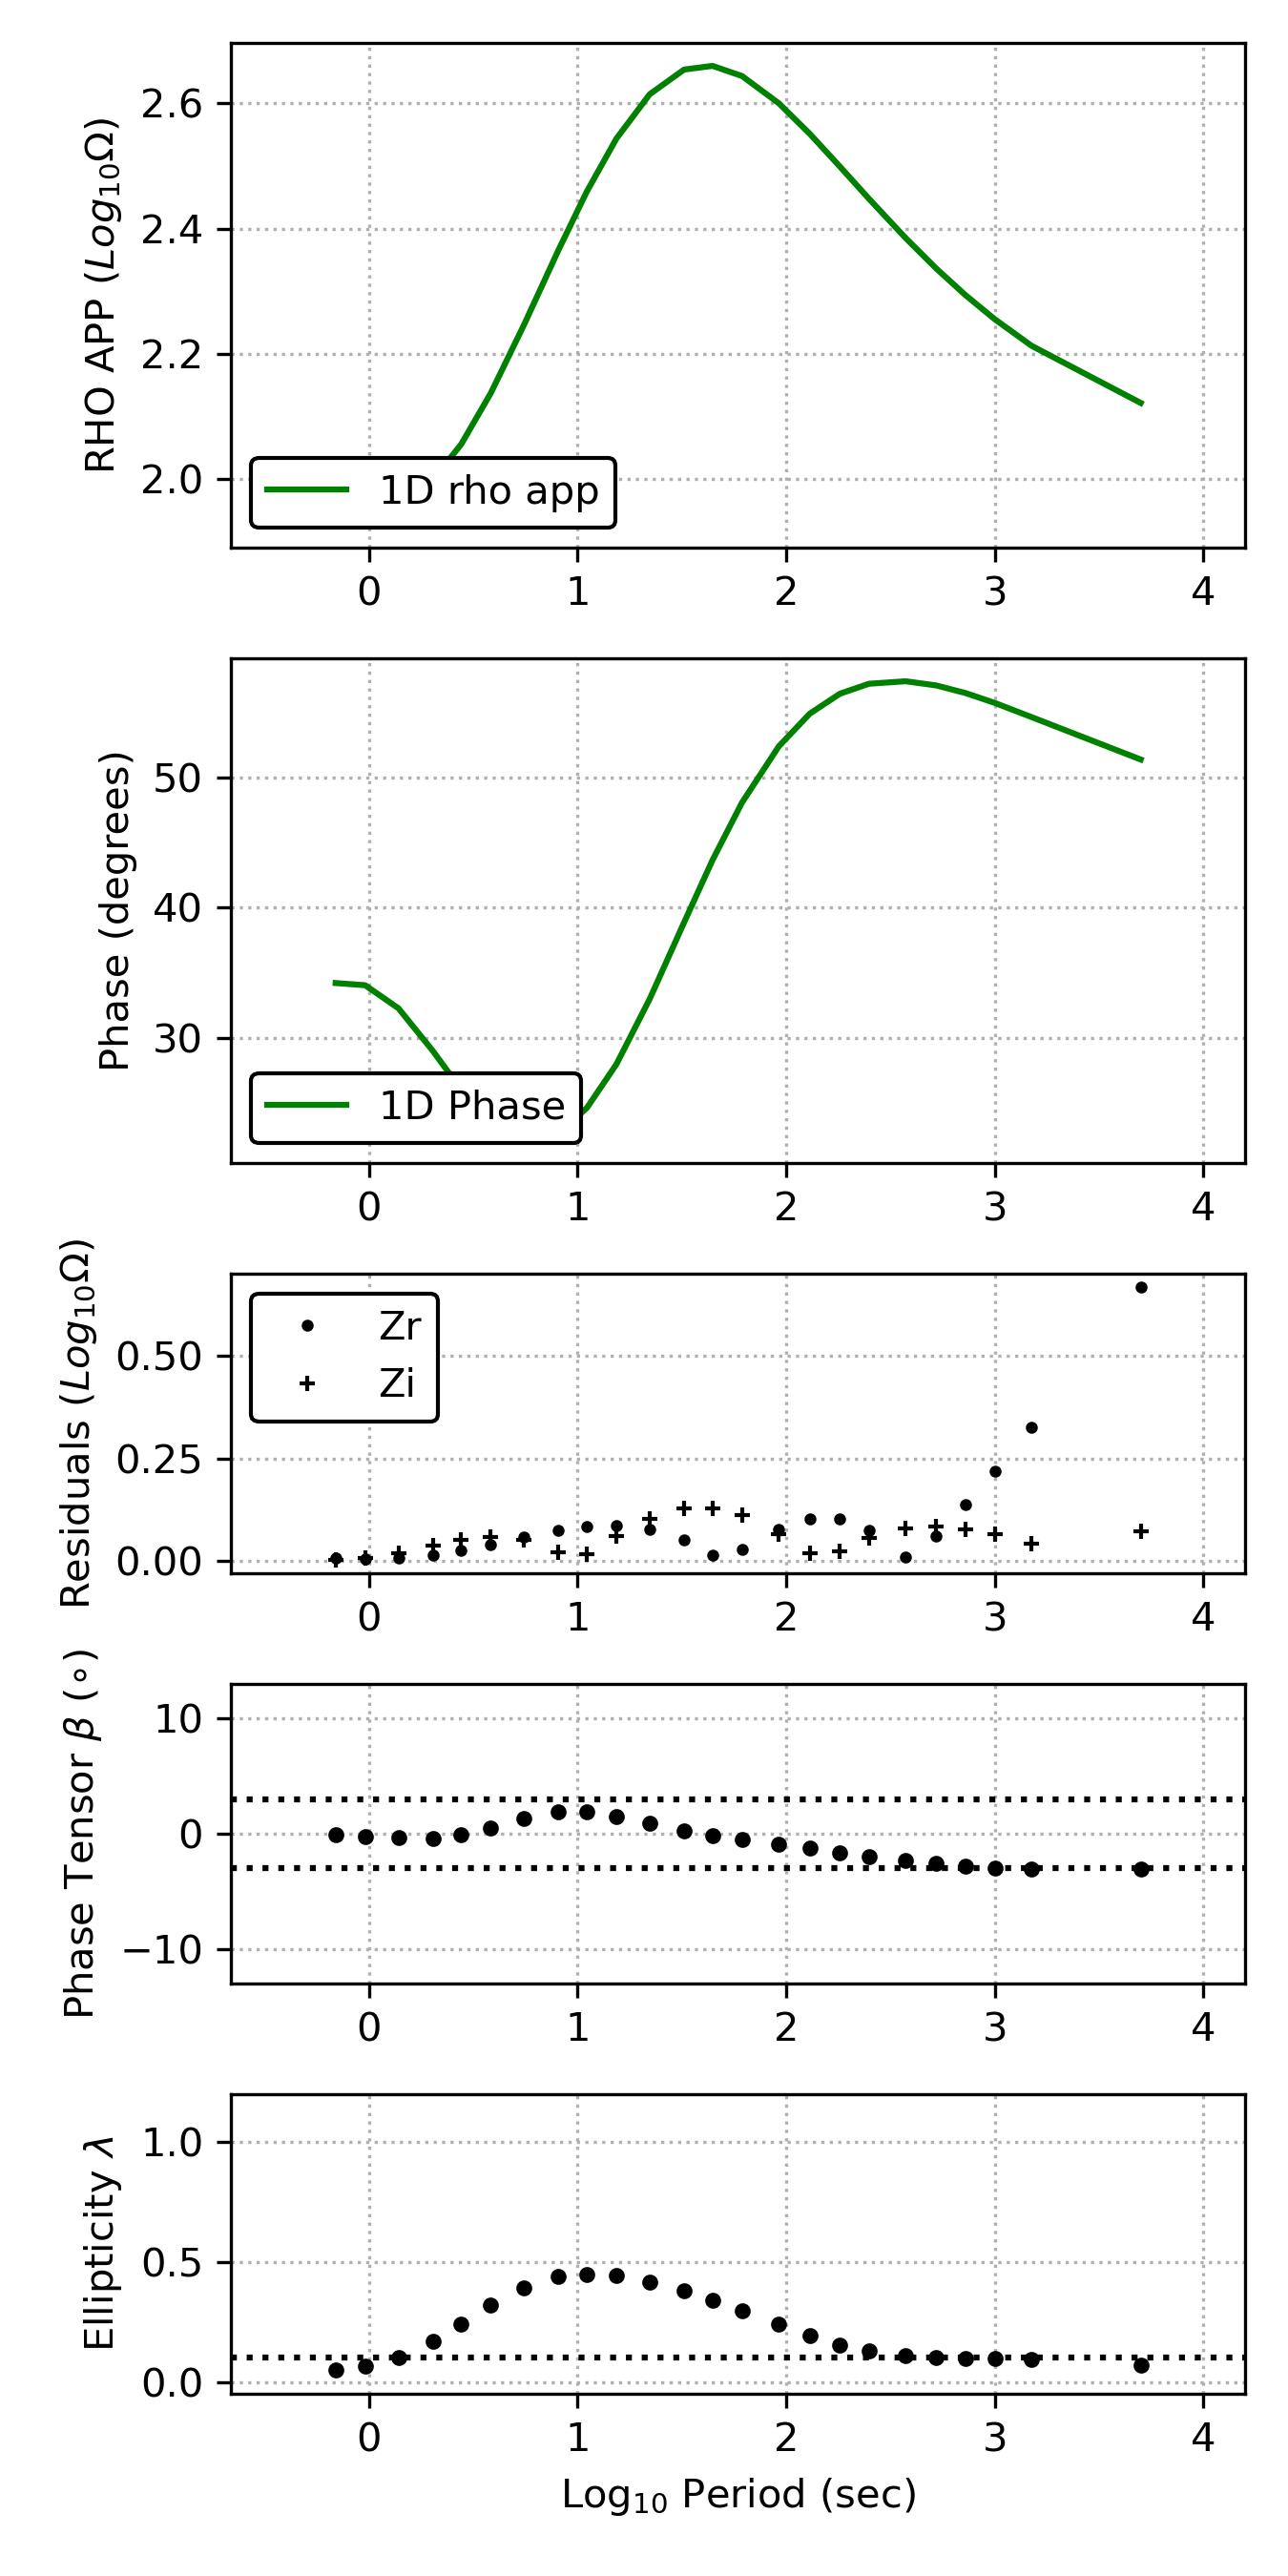 RHO APP (Log₁₀Ω)
2.6
2.4
2.2
2.0
1D rho app
0 1 2 3 4
Phase (degrees)
50
40
30
1D Phase
0 1 2 3 4
Residuals (Log₁₀Ω)
0.50
0.25
0.00
Zr
Zi
0 1 2 3 4
Phase Tensor β (∘)
10
0
−10
0 1 2 3 4
Ellipticity λ
1.0
0.5
0.0
0 1 2 3 4
Log₁₀ Period (sec)